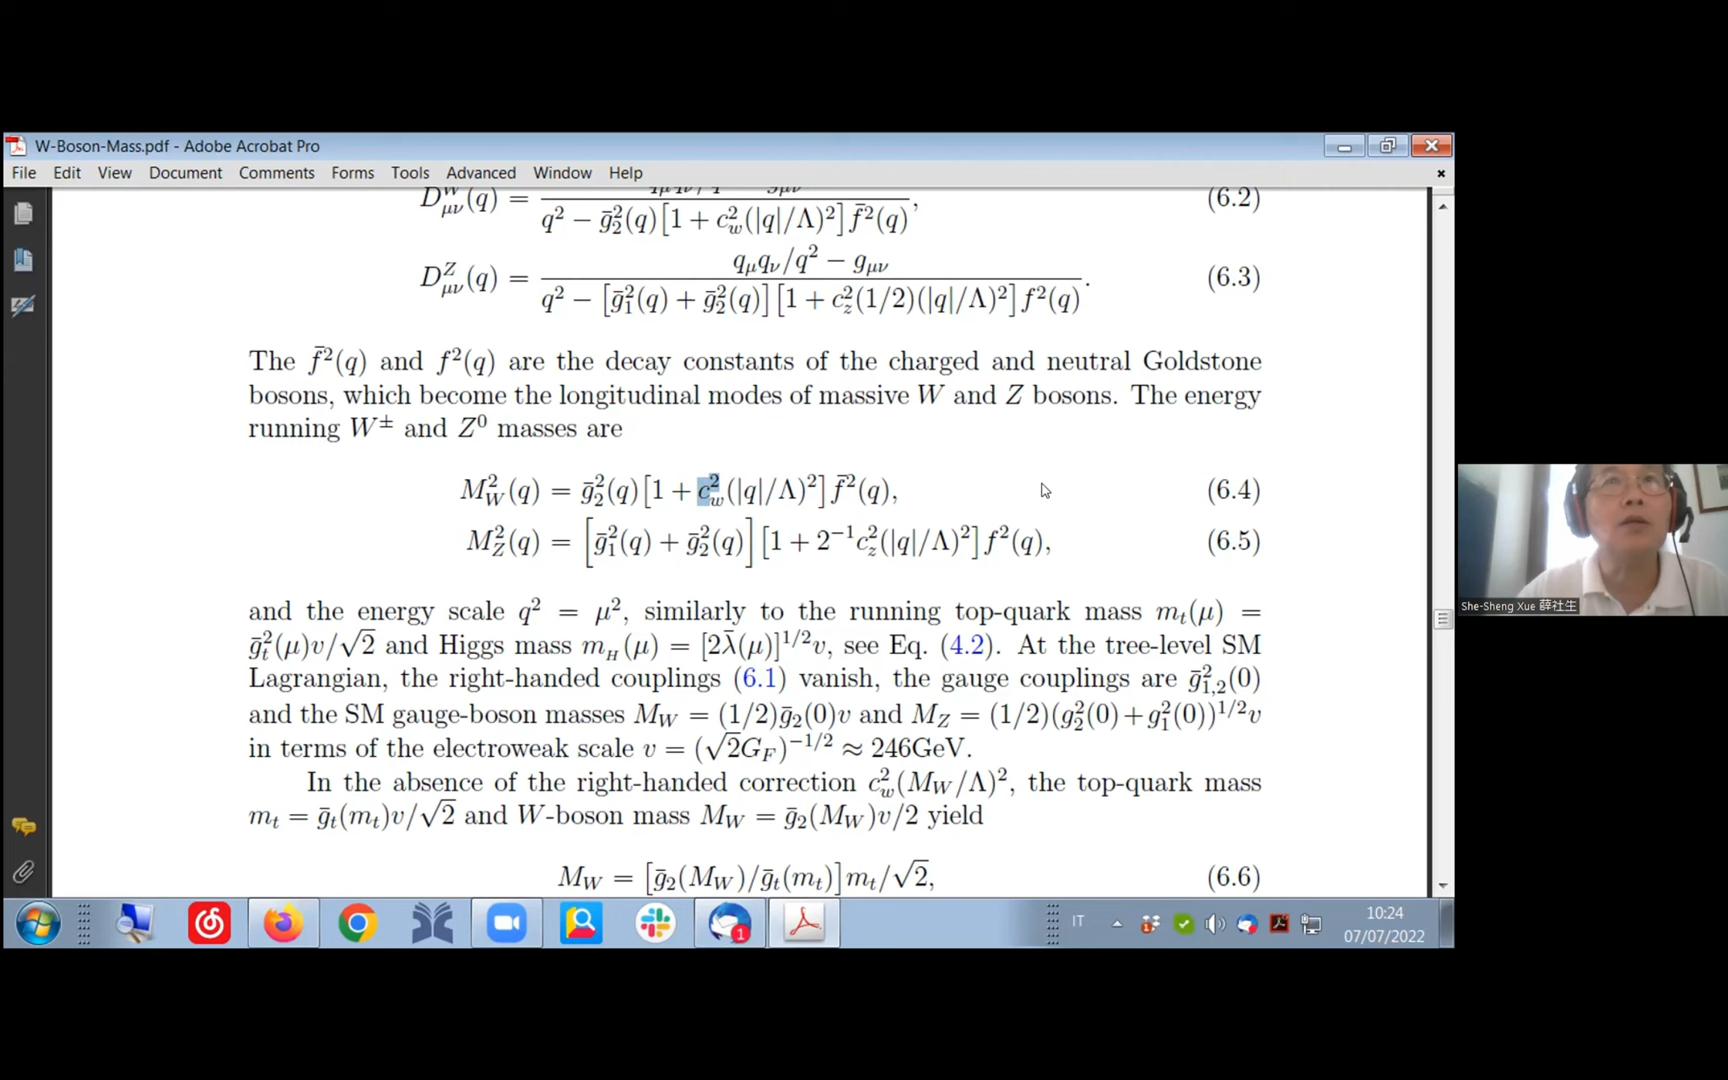 W-Boson-Mass.pdf - Adobe Acrobat Pro
File Edit View Document Comments Forms Tools Advanced Window Help
D^W_{μν}(q) = / q² − ḡ₂²(q)[1 + c_w²(|q|/Λ)²] f̄²(q) , (6.2)
D^Z_{μν}(q) = q_μq_ν/q² − g_{μν} / q² − [ḡ₁²(q) + ḡ₂²(q)] [1 + c_z²(1/2)(|q|/Λ)²] f²(q) . (6.3)
The f̄²(q) and f²(q) are the decay constants of the charged and neutral Goldstone
bosons, which become the longitudinal modes of massive W and Z bosons. The energy
running W^± and Z⁰ masses are
M_W²(q) = ḡ₂²(q)[1 + c_w²(|q|/Λ)²] f̄²(q), (6.4)
M_Z²(q) = [ḡ₁²(q) + ḡ₂²(q)] [1 + 2⁻¹c_z²(|q|/Λ)²] f²(q), (6.5)
and the energy scale q² = μ², similarly to the running top-quark mass m_t(μ) =
ḡ_t²(μ)v/√2 and Higgs mass m_H(μ) = [2λ̄(μ)]^{1/2}v, see Eq. (4.2). At the tree-level SM
Lagrangian, the right-handed couplings (6.1) vanish, the gauge couplings are ḡ²_{1,2}(0)
and the SM gauge-boson masses M_W = (1/2)ḡ₂(0)v and M_Z = (1/2)(g₂²(0)+g₁²(0))^{1/2}v
in terms of the electroweak scale v = (√2G_F)^{−1/2} ≈ 246GeV.
In the absence of the right-handed correction c_w²(M_W/Λ)², the top-quark mass
m_t = ḡ_t(m_t)v/√2 and W-boson mass M_W = ḡ₂(M_W)v/2 yield
M_W = [ḡ₂(M_W)/ḡ_t(m_t)]m_t/√2, (6.6)
She-Sheng Xue 薛社生
1
IT
10:24
07/07/2022